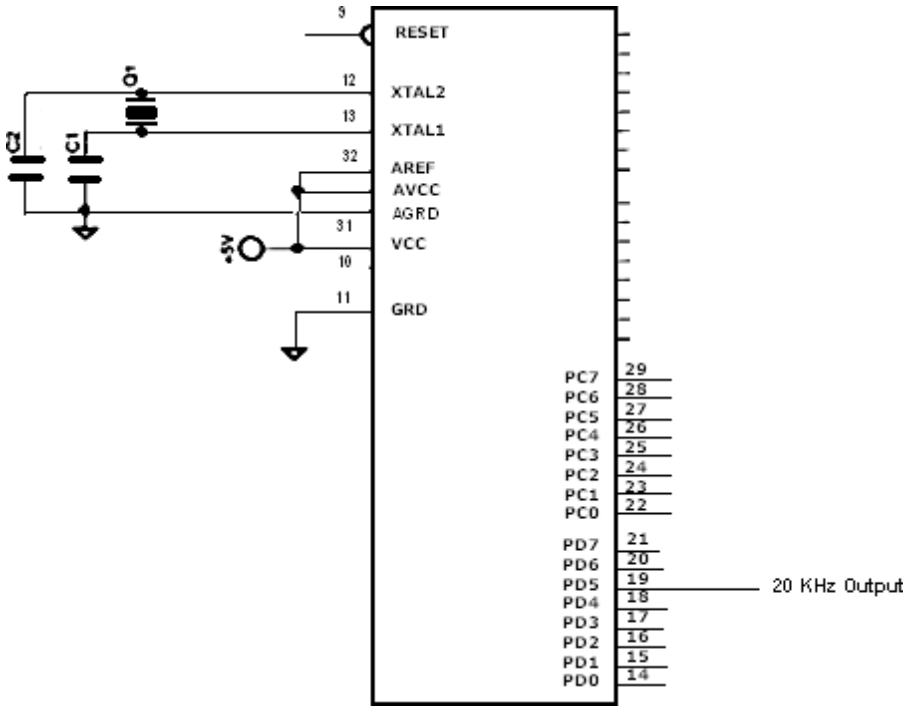 9
RESET
Q1
12
XTAL2
13
XTAL1
C2
C1
32
AREF
AVCC
AGRD
31
+5V
VCC
10
11
GRD
PC7 29
PC6 28
PC5 27
PC4 26
PC3 25
PC2 24
PC1 23
PC0 22
PD7 21
PD6 20
PD5 19 20 KHz Output
PD4 18
PD3 17
PD2 16
PD1 15
PD0 14